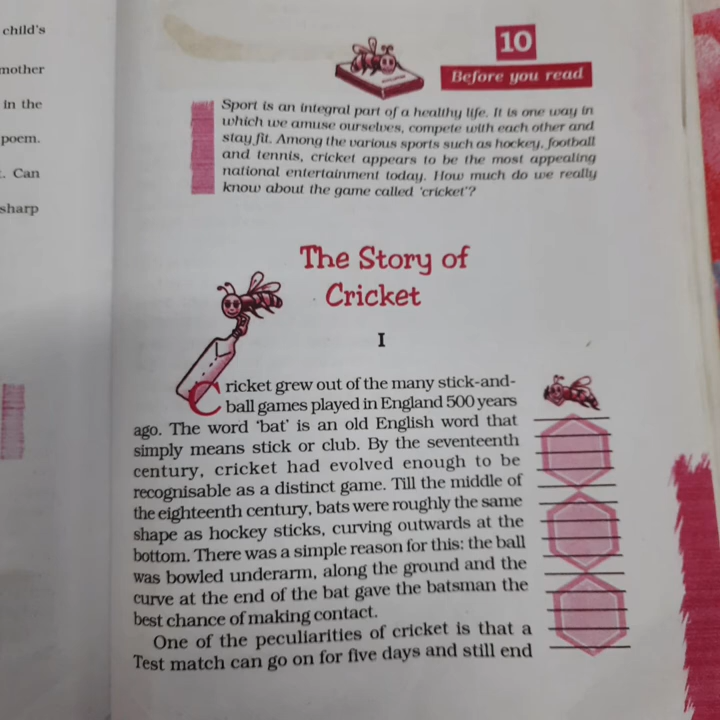 child's
mother
in the
poem.
. Can
sharp
10
Before you read
Sport is an integral part of a healthy life. It is one way in
which we amuse ourselves, compete with each other and
stay fit. Among the various sports such as hockey, football
and tennis, cricket appears to be the most appealing
national entertainment today. How much do we really
know about the game called 'cricket'?
The Story of
Cricket
I
Cricket grew out of the many stick-and-
ball games played in England 500 years
ago. The word 'bat' is an old English word that
simply means stick or club. By the seventeenth
century, cricket had evolved enough to be
recognisable as a distinct game. Till the middle of
the eighteenth century, bats were roughly the same
shape as hockey sticks, curving outwards at the
bottom. There was a simple reason for this: the ball
was bowled underarm, along the ground and the
curve at the end of the bat gave the batsman the
best chance of making contact.
One of the peculiarities of cricket is that a
Test match can go on for five days and still end